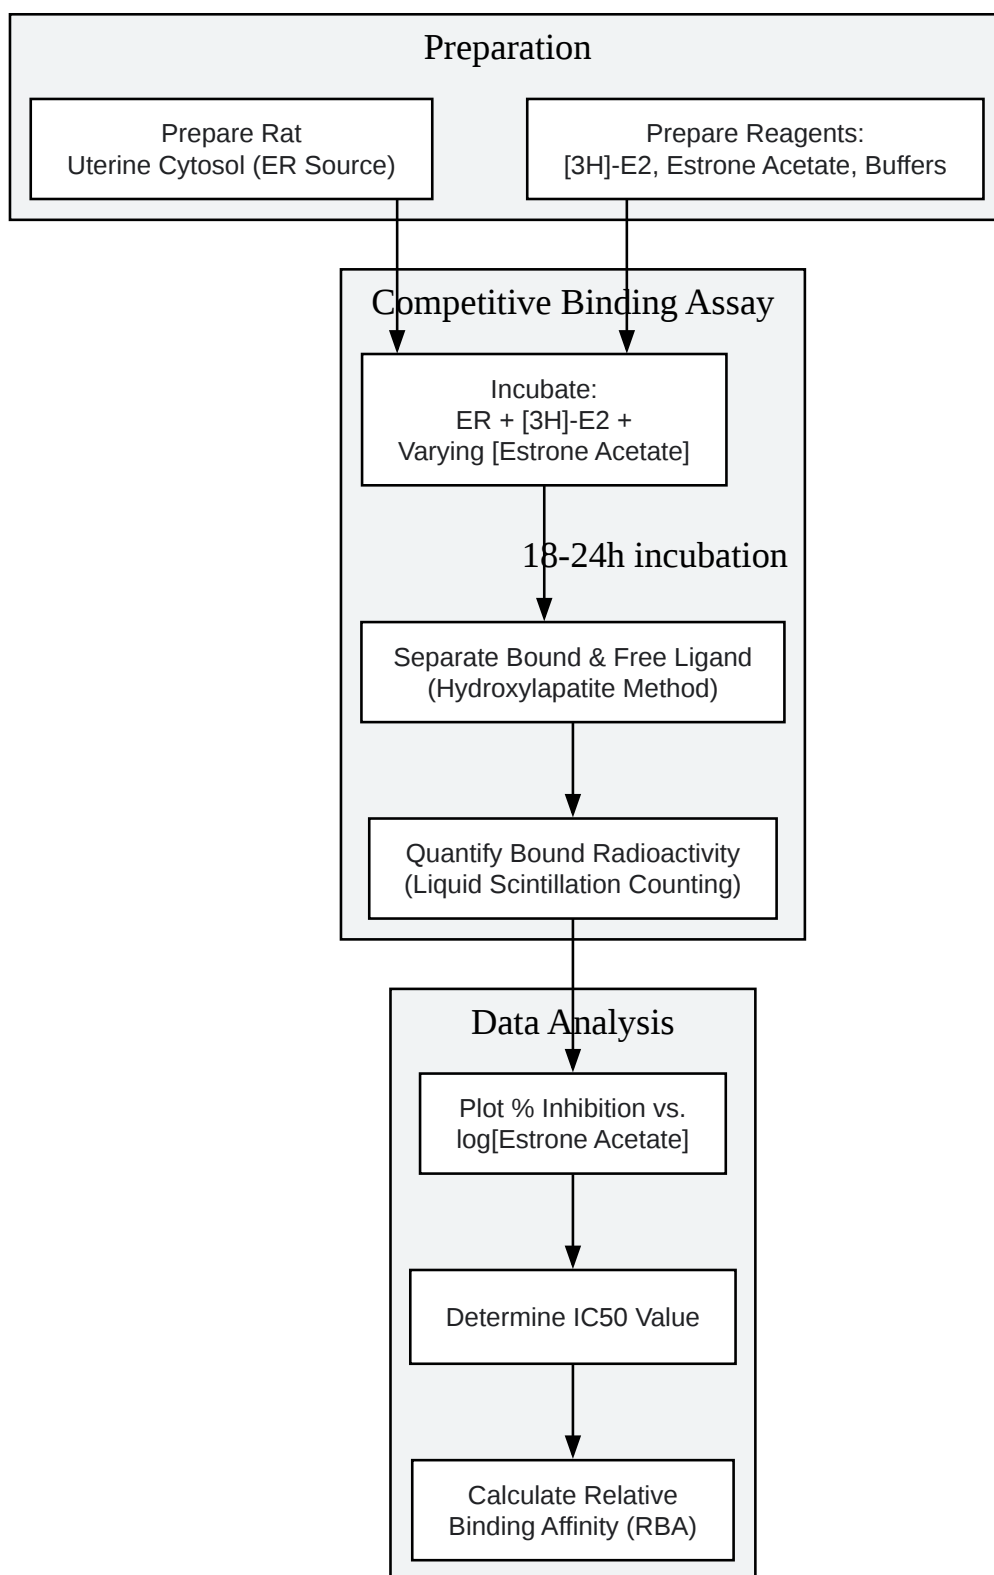 Preparation
Prepare Rat
Uterine Cytosol (ER Source)
Prepare Reagents:
[3H]-E2, Estrone Acetate, Buffers
Competitive Binding Assay
Incubate:
ER + [3H]-E2 +
Varying [Estrone Acetate]
18-24h incubation
Separate Bound & Free Ligand
(Hydroxylapatite Method)
Quantify Bound Radioactivity
(Liquid Scintillation Counting)
Data Analysis
Plot % Inhibition vs.
log[Estrone Acetate]
Determine IC50 Value
Calculate Relative
Binding Affinity (RBA)